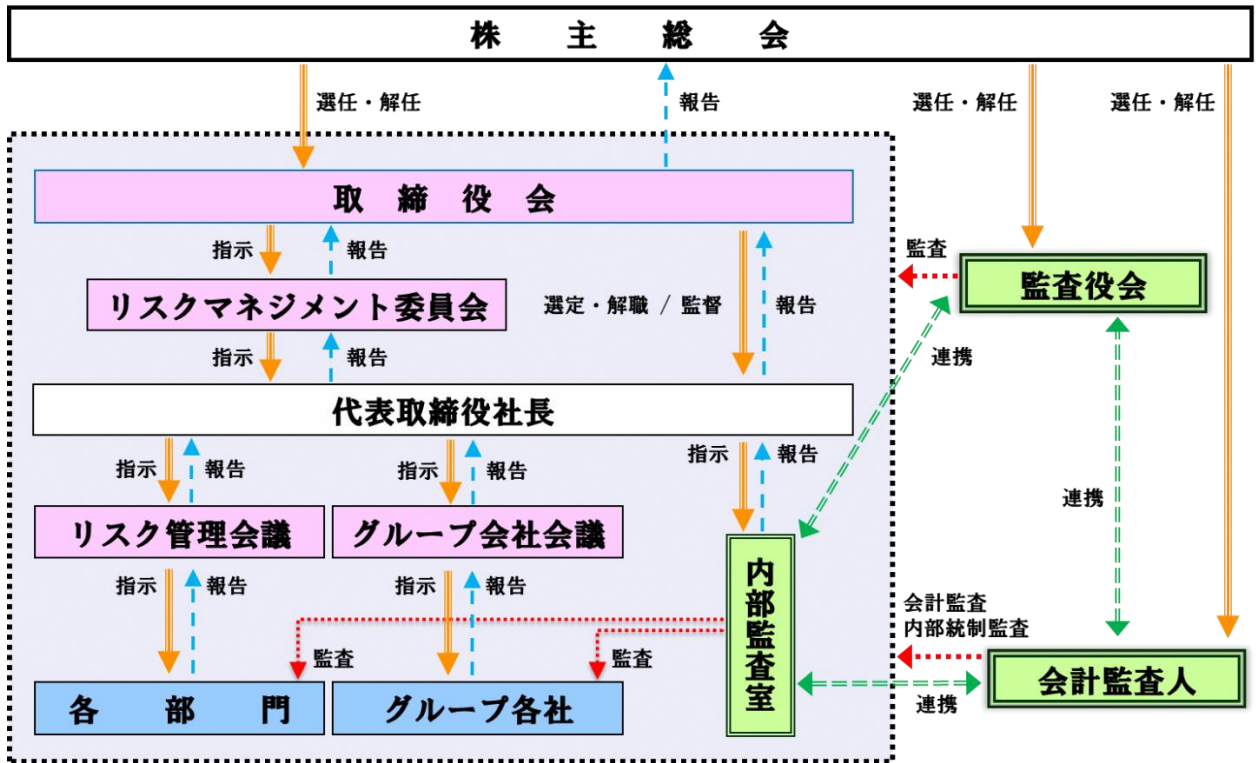 株主総会
選任・解任
報告
選任・解任
選任・解任
取締役会
指示
報告
監査
監査役会
リスクマネジメント委員会
選定・解職 / 監督
報告
指示
報告
連携
代表取締役社長
指示
報告
指示
報告
指示
報告
連携
リスク管理会議
グループ会社会議
内部監査室
指示
報告
指示
報告
会計監査
内部統制監査
監査
監査
会計監査人
各部門
グループ各社
連携